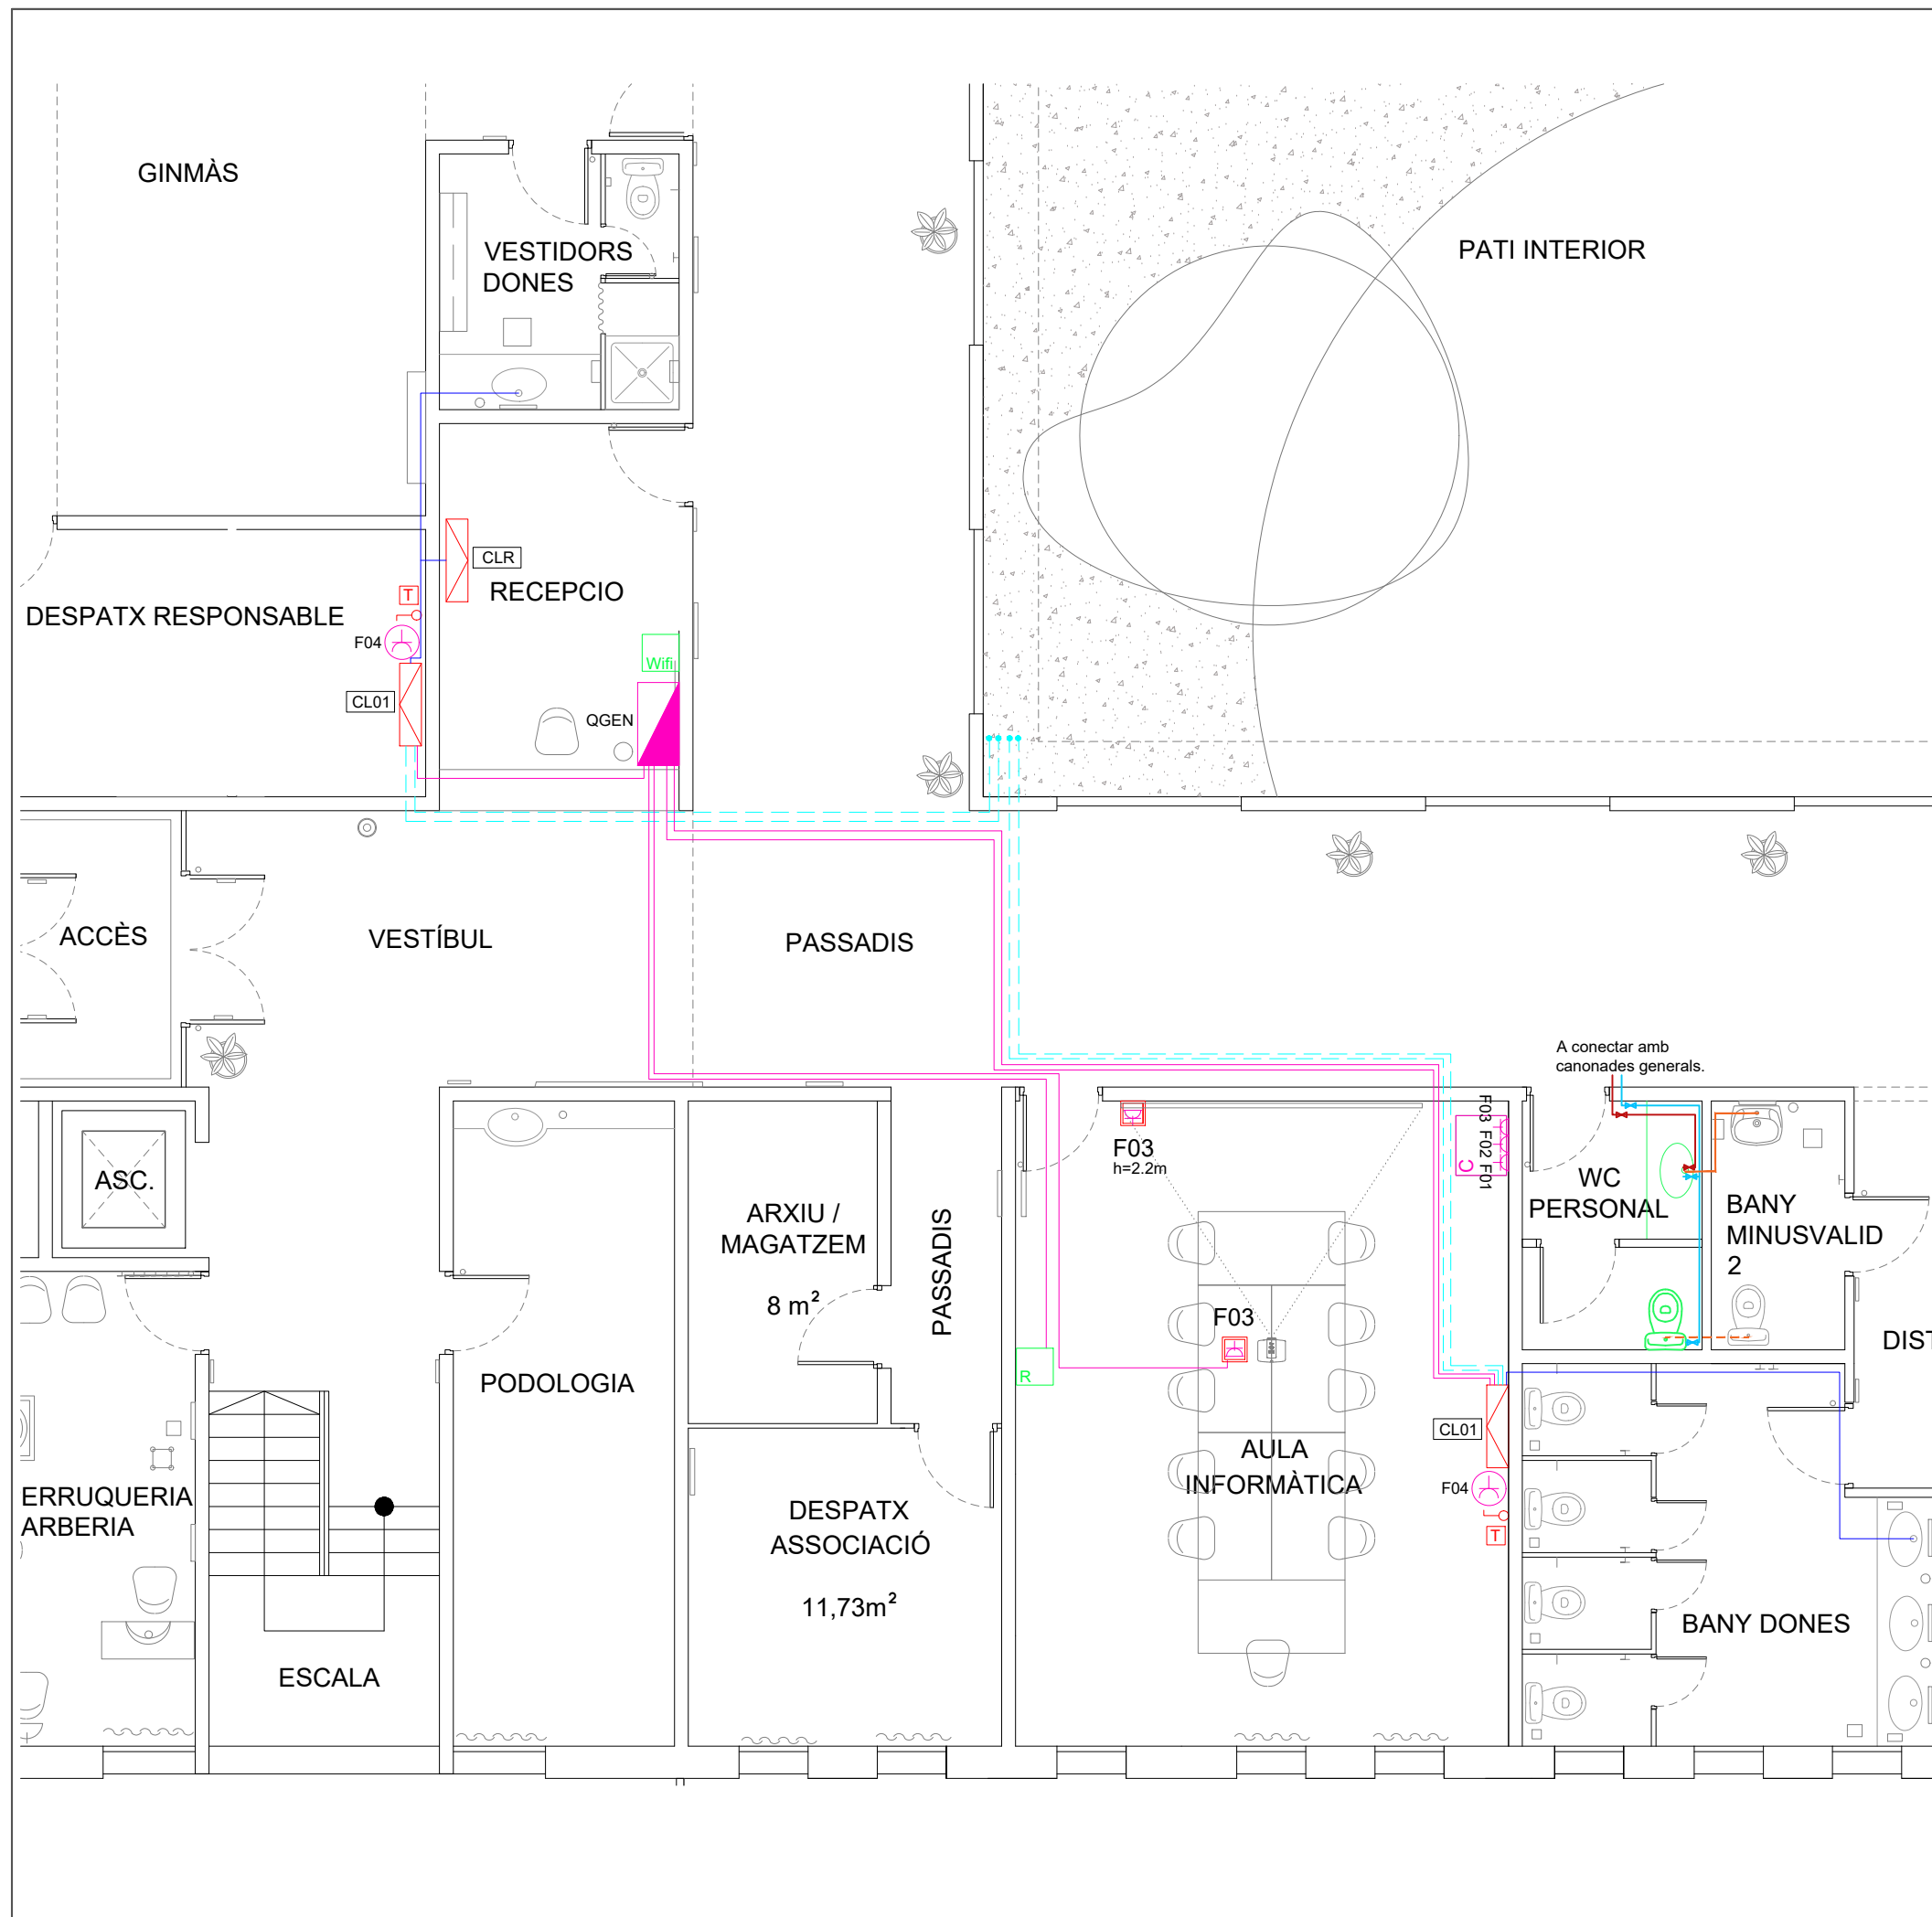 GINMÀS
VESTIDORS
DONES
PATI INTERIOR
CLR
RECEPCIO
T
DESPATX RESPONSABLE
F04
Wifi
CL01
QGEN
ACCÈS
VESTÍBUL
PASSADIS
A conectar amb
canonades generals.
F03
h=2.2m
F03 F02 F01
C
ASC.
WC
PERSONAL
ARXIU /
MAGATZEM
8 m²
PASSADIS
BANY
MINUSVALID
2
F03
DIST
R
PODOLOGIA
CL01
AULA
INFORMÀTICA
F04
T
ERRUQUERIA
ARBERIA
DESPATX
ASSOCIACIÓ
11,73m²
BANY DONES
ESCALA